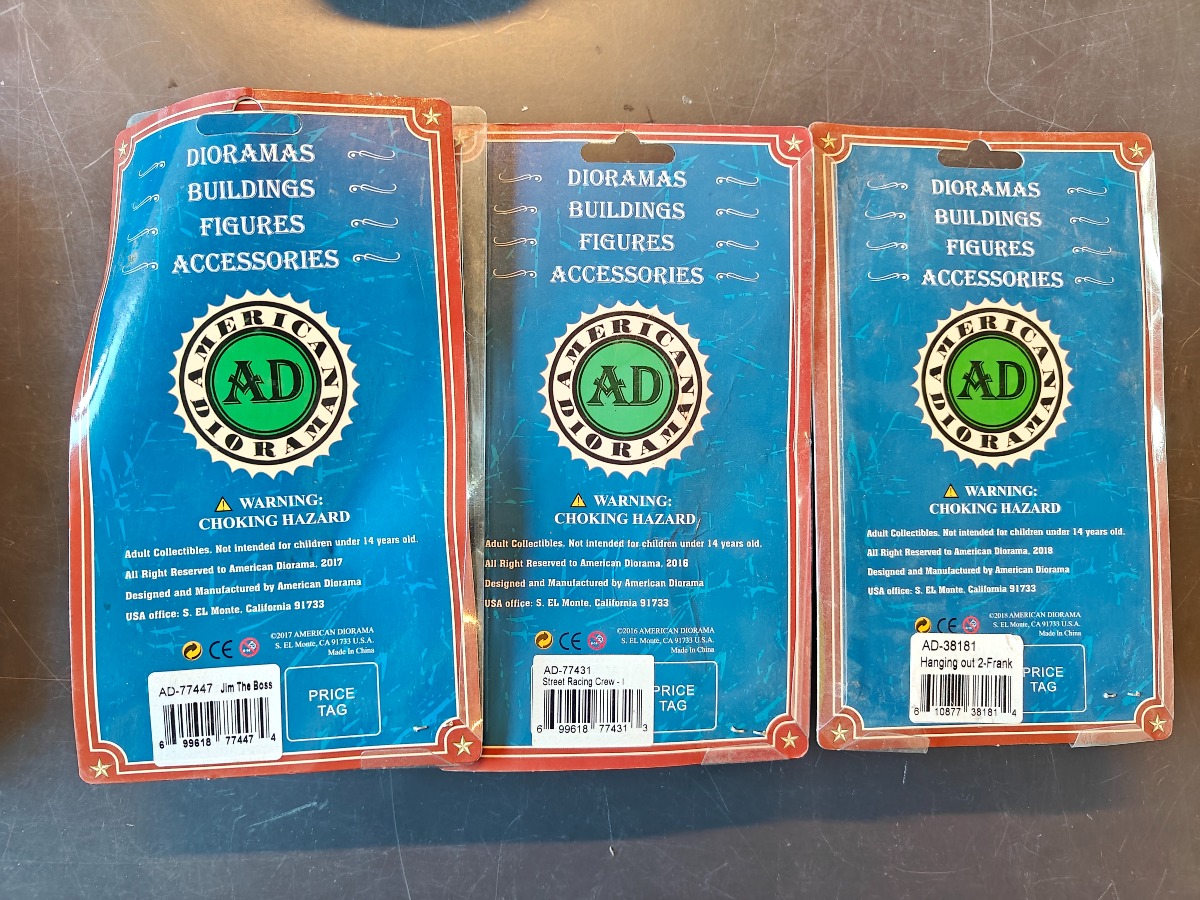 DIORAMAS
BUILDINGS
FIGURES
ACCESSORIES
AMERICAN
AD
DIORAMA
WARNING:
CHOKING HAZARD
Adult Collectibles. Not intended for children under 14 years old.
All Right Reserved to American Diorama, 2017
Designed and Manufactured by American Diorama
USA office: S. EL Monte, California 91733
CE
©2017 AMERICAN DIORAMA
S. EL Monte, CA 91733 U.S.A.
Made In China
AD-77447 Jim The Boss
6 99618 77447 4
PRICE
TAG
DIORAMAS
BUILDINGS
FIGURES
ACCESSORIES
AMERICAN
AD
DIORAMA
WARNING:
CHOKING HAZARD
Adult Collectibles. Not intended for children under 14 years old.
All Right Reserved to American Diorama, 2016
Designed and Manufactured by American Diorama
USA office: S. EL Monte, California 91733
CE
©2016 AMERICAN DIORAMA
S. EL Monte, CA 91733 U.S.A.
Made In China
AD-77431
Street Racing Crew - I
6 99618 77431 3
PRICE
TAG
DIORAMAS
BUILDINGS
FIGURES
ACCESSORIES
AMERICAN
AD
DIORAMA
WARNING:
CHOKING HAZARD
Adult Collectibles. Not intended for children under 14 years old.
All Right Reserved to American Diorama, 2018
Designed and Manufactured by American Diorama
USA office: S. EL Monte, California 91733
CE
©2018 AMERICAN DIORAMA
S. EL Monte, CA 91733 U.S.A.
Made In China
AD-38181
Hanging out 2-Frank
6 10877 38181 4
PRICE
TAG